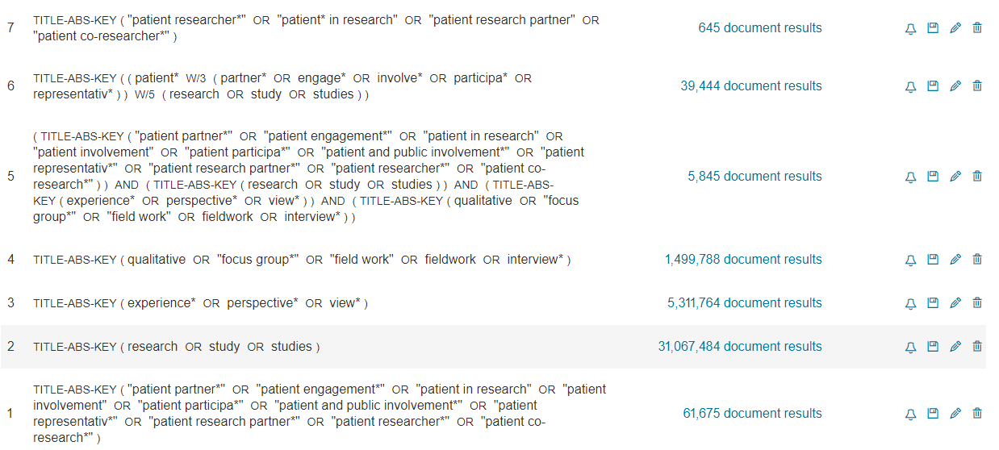 7 TITLE-ABS-KEY ( "patient researcher*" OR "patient* in research" OR "patient research partner" OR 645 document results
"patient co-researcher*" )
6 TITLE-ABS-KEY ( ( patient* W/3 ( partner* OR engage* OR involve* OR participa* OR 39,444 document results
representativ* ) ) W/5 ( research OR study OR studies ) )
( TITLE-ABS-KEY ( "patient partner*" OR "patient engagement*" OR "patient in research" OR
"patient involvement" OR "patient participa*" OR "patient and public involvement*" OR "patient
5 representativ*" OR "patient research partner*" OR "patient researcher*" OR "patient co- 5,845 document results
research*" ) ) AND ( TITLE-ABS-KEY ( research OR study OR studies ) ) AND ( TITLE-ABS-
KEY ( experience* OR perspective* OR view* ) ) AND ( TITLE-ABS-KEY ( qualitative OR "focus
group*" OR "field work" OR fieldwork OR interview* ) )
4 TITLE-ABS-KEY ( qualitative OR "focus group*" OR "field work" OR fieldwork OR interview* ) 1,499,788 document results
3 TITLE-ABS-KEY ( experience* OR perspective* OR view* ) 5,311,764 document results
2 TITLE-ABS-KEY ( research OR study OR studies ) 31,067,484 document results
TITLE-ABS-KEY ( "patient partner*" OR "patient engagement*" OR "patient in research" OR "patient
1 involvement" OR "patient participa*" OR "patient and public involvement*" OR "patient 61,675 document results
representativ*" OR "patient research partner*" OR "patient researcher*" OR "patient co-
research*" )